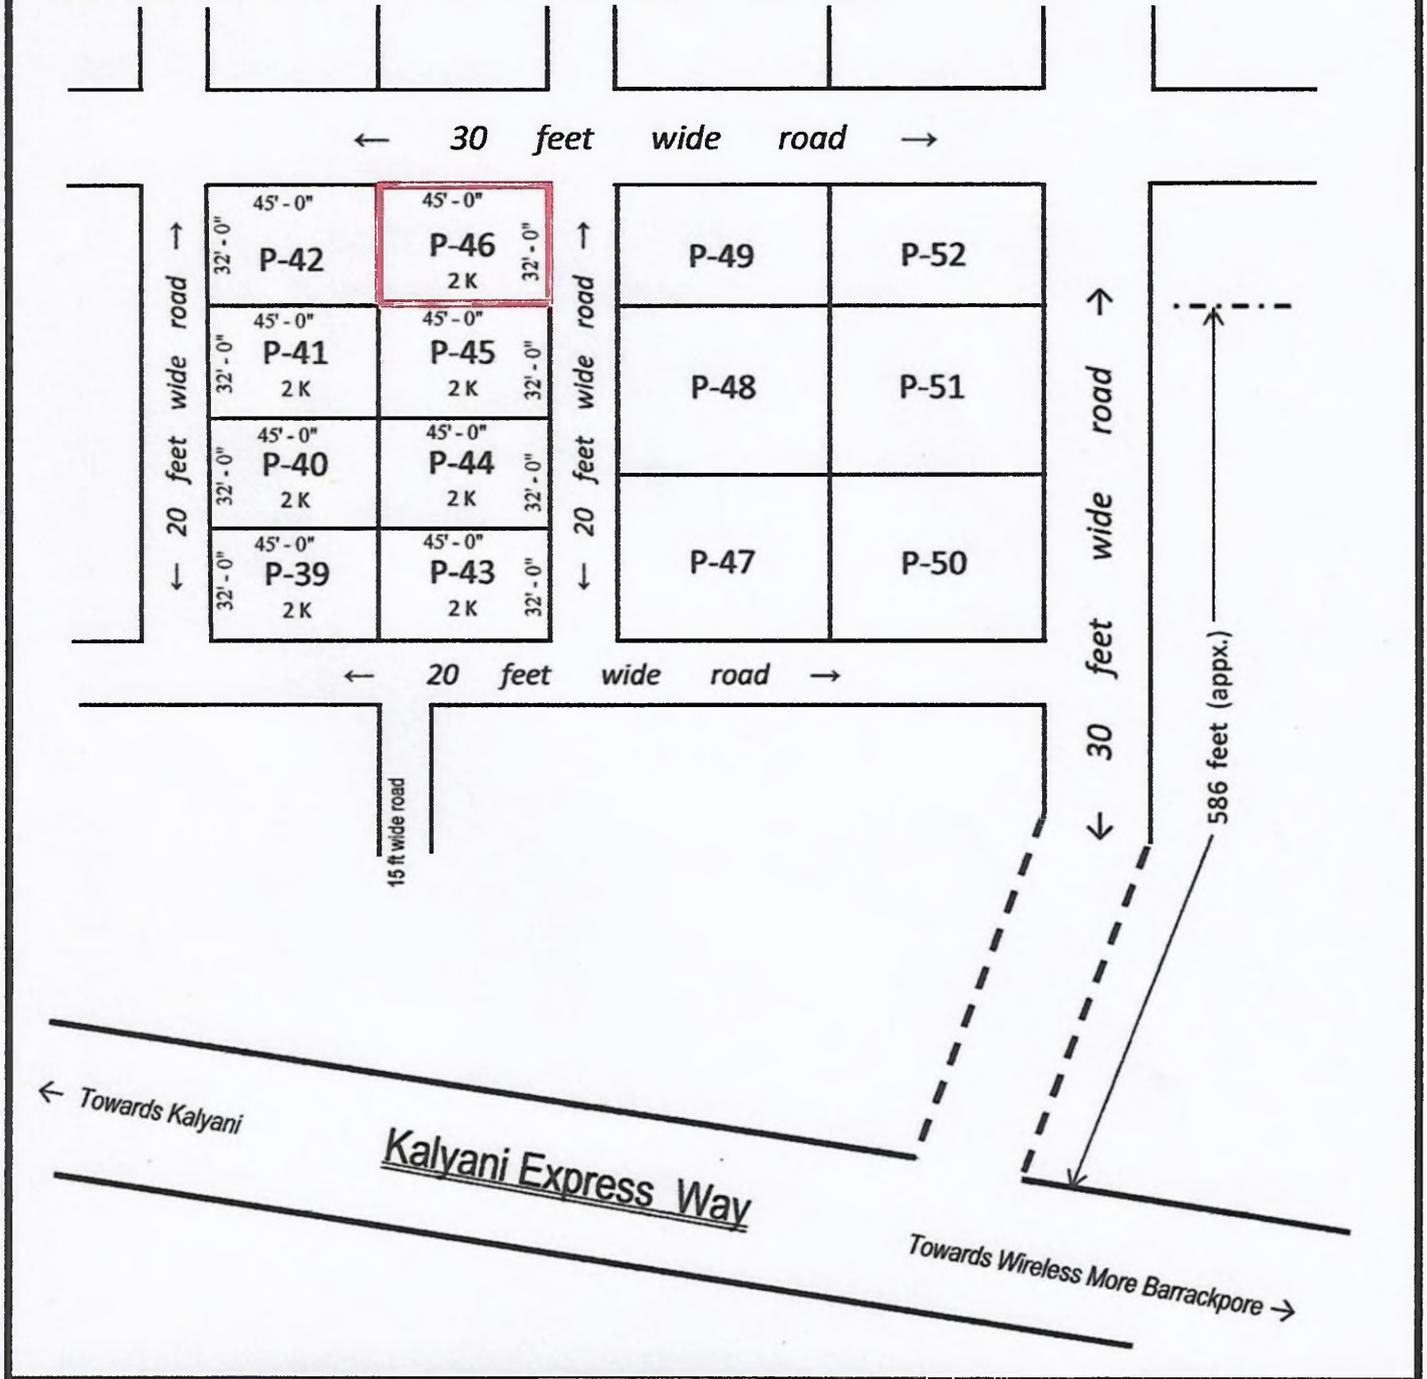 ← 30 feet wide road →
45' - 0"
32' - 0"
P-42
45' - 0"
P-46
32' - 0"
2 K
← 20 feet wide road →
← 20 feet wide road →
P-49
P-52
45' - 0"
32' - 0"
P-41
2 K
45' - 0"
P-45
32' - 0"
2 K
P-48
P-51
45' - 0"
32' - 0"
P-40
2 K
45' - 0"
P-44
32' - 0"
2 K
45' - 0"
32' - 0"
P-39
2 K
45' - 0"
P-43
32' - 0"
2 K
P-47
P-50
← 30 feet wide road →
← 20 feet wide road →
586 feet (appx.)
15 ft wide road
← Towards Kalyani
Kalyani Express Way
Towards Wireless More Barrackpore →